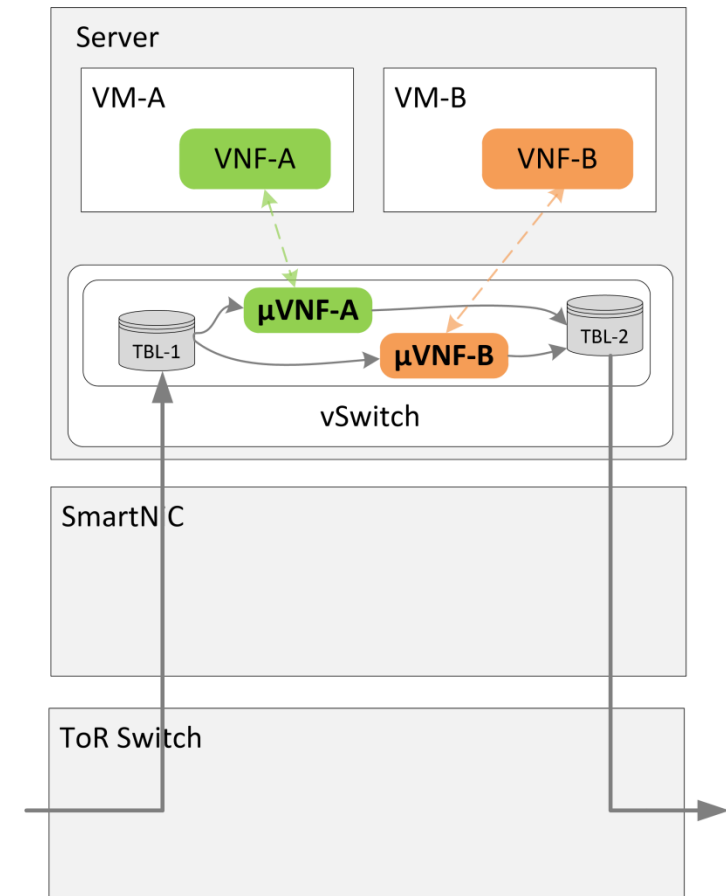 Server
VM-A
VM-B
VNF-A
VNF-B
µVNF-A
TBL-1
TBL-2
µVNF-B
vSwitch
SmartNIC
ToR Switch